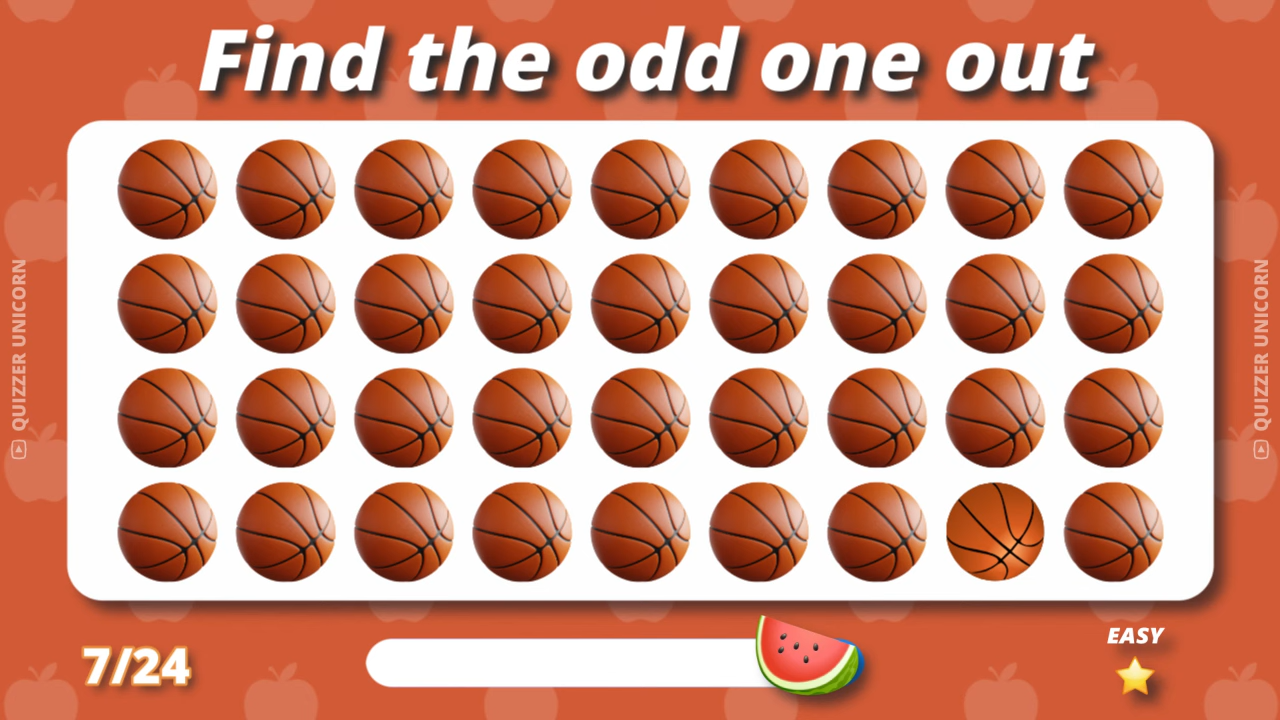 Find the odd one out
QUIZZER UNICORN
QUIZZER UNICORN
7/24
EASY